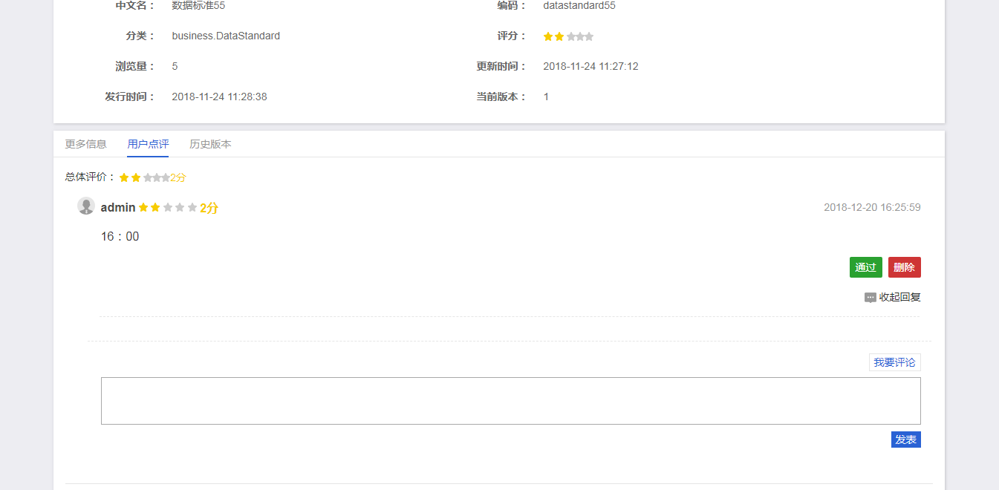 中文名： 数据标准55 编码： datastandard55
分类： business.DataStandard 评分：
浏览量： 5 更新时间： 2018-11-24 11:27:12
发行时间： 2018-11-24 11:28:38 当前版本： 1
更多信息 用户点评 历史版本
总体评价： 2分
admin 2分 2018-12-20 16:25:59
16：00
通过 删除
收起回复
我要评论
发表